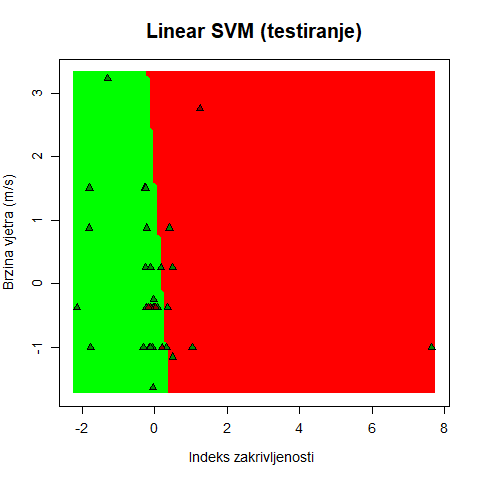 Linear SVM (testiranje)
Brzina vjetra (m/s)
3
2
1
0
-1
-2 0 2 4 6 8
Indeks zakrivljenosti